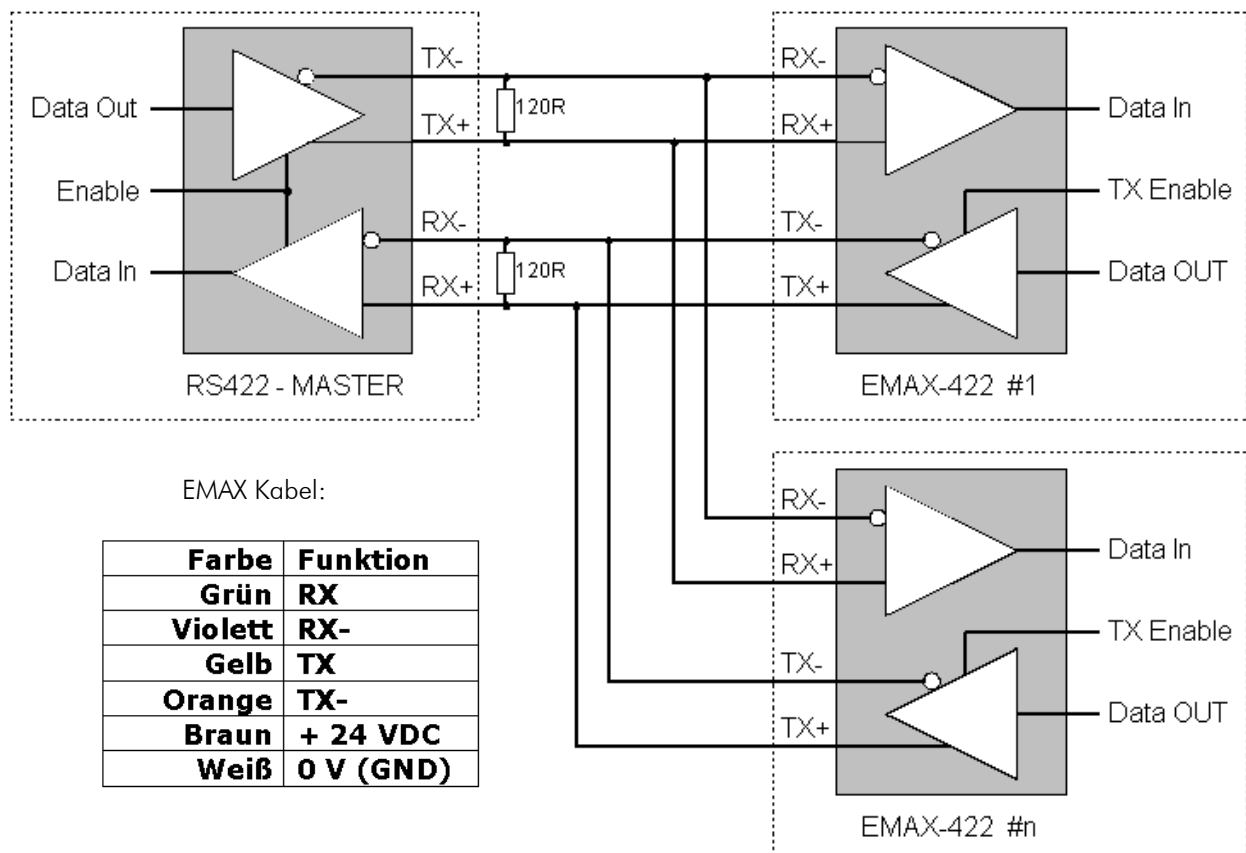 TX-
RX-
Data Out
120R
Data In
TX+
RX+
Enable
TX Enable
RX-
TX-
Data In
120R
Data OUT
RX+
TX+
RS422 - MASTER
EMAX-422 #1
EMAX Kabel:
Farbe Funktion
Grün RX
Violett RX-
Gelb TX
Orange TX-
Braun + 24 VDC
Weiß 0 V (GND)
RX-
Data In
RX+
TX Enable
TX-
Data OUT
TX+
EMAX-422 #n